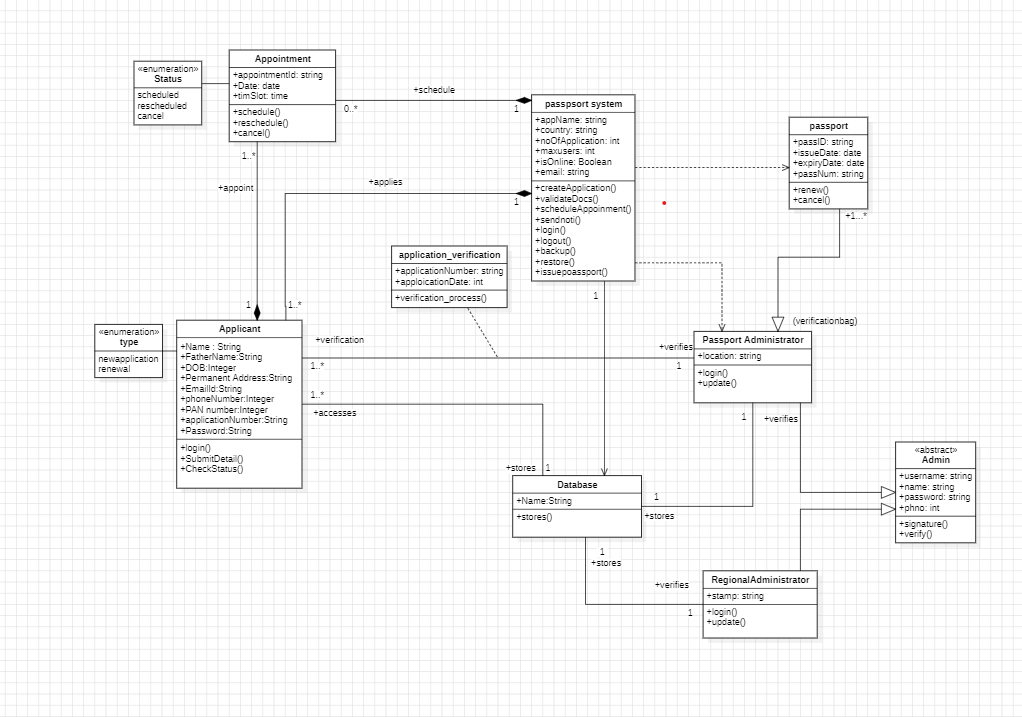 «enumeration»
Status
scheduled
rescheduled
cancel
Appointment
+appointmentId: string
+Date: date
+timSlot: time
+schedule()
+reschedule()
+cancel()
+schedule
0..*
1
passpsort system
+appName: string
+country: string
+noOfApplication: int
+maxusers: int
+isOnline: Boolean
+email: string
+createApplication()
+validateDocs()
+scheduleAppoinment()
+sendnoti()
+login()
+logout()
+backup()
+restore()
+issuepoassport()
passport
+passID: string
+issueDate: date
+expiryDate: date
+passNum: string
+renew()
+cancel()
+1...*
1..*
+appoint
+applies
1
application_verification
+applicationNumber: string
+apploicationDate: int
+verification_process()
1
1
1..*
(verificationbag)
«enumeration»
type
newapplication
renewal
Applicant
+Name : String
+FatherName:String
+DOB:Integer
+Permanent Address:String
+EmailId:String
+phoneNumber:Integer
+PAN number:Integer
+applicationNumber:String
+Password:String
+login()
+SubmitDetail()
+CheckStatus()
+verification
1..*
+verifies
1
Passport Administrator
+location: string
+login()
+update()
1..*
+accesses
1
+verifies
«abstract»
Admin
+username: string
+name: string
+password: string
+phno: int
+signature()
+verify()
+stores
1
Database
+Name:String
+stores()
1
+stores
1
+stores
+verifies
1
RegionalAdministrator
+stamp: string
+login()
+update()